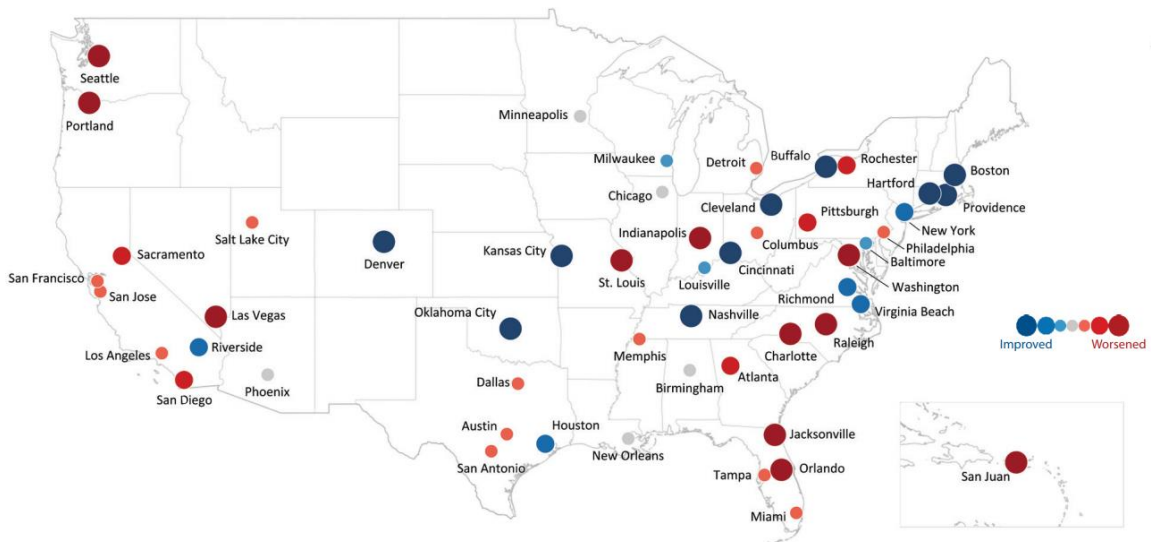 Seattle
Portland
Minneapolis
Milwaukee
Detroit
Buffalo
Rochester
Boston
Hartford
Providence
Chicago
Cleveland
Pittsburgh
New York
Philadelphia
Baltimore
Washington
Indianapolis
Columbus
Salt Lake City
Sacramento
Denver
Kansas City
St. Louis
Louisville
Cincinnati
San Francisco
San Jose
Richmond
Virginia Beach
Las Vegas
Oklahoma City
Nashville
Raleigh
Charlotte
Improved
Worsened
Los Angeles
Riverside
Memphis
Phoenix
San Diego
Dallas
Birmingham
Atlanta
Austin
Houston
San Antonio
New Orleans
Jacksonville
Tampa
Orlando
San Juan
Miami